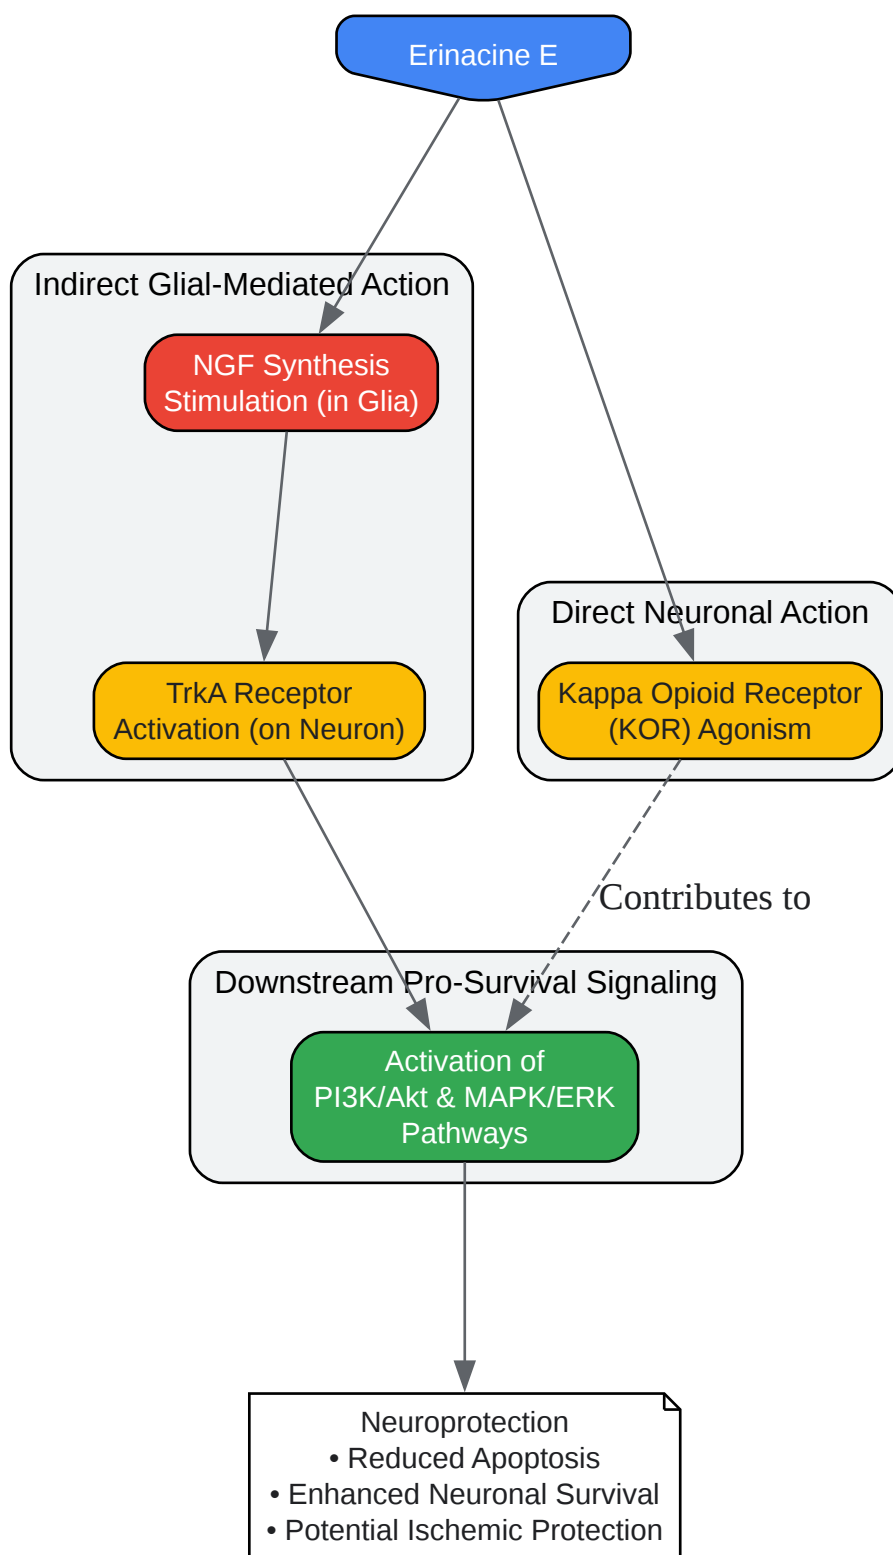 Erinacine E
Indirect Glial-Mediated Action
NGF Synthesis
Stimulation (in Glia)
Direct Neuronal Action
TrkA Receptor
Activation (on Neuron)
Kappa Opioid Receptor
(KOR) Agonism
Contributes to
Downstream Pro-Survival Signaling
Activation of
PI3K/Akt & MAPK/ERK
Pathways
Neuroprotection
• Reduced Apoptosis
• Enhanced Neuronal Survival
• Potential Ischemic Protection